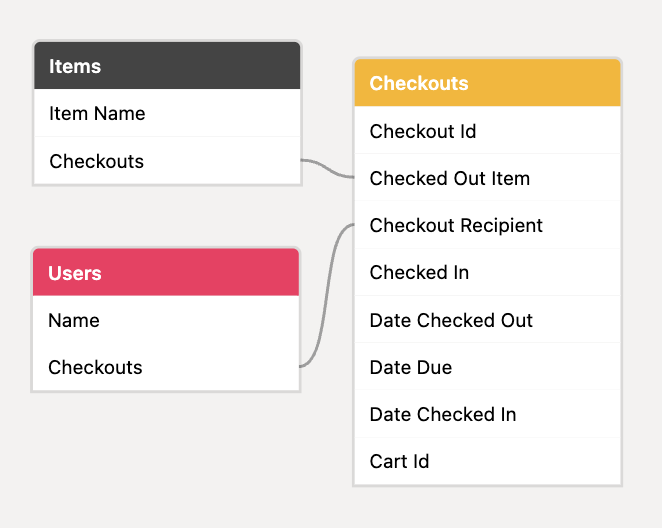 Items
Item Name
Checkouts
Users
Name
Checkouts
Checkouts
Checkout Id
Checked Out Item
Checkout Recipient
Checked In
Date Checked Out
Date Due
Date Checked In
Cart Id